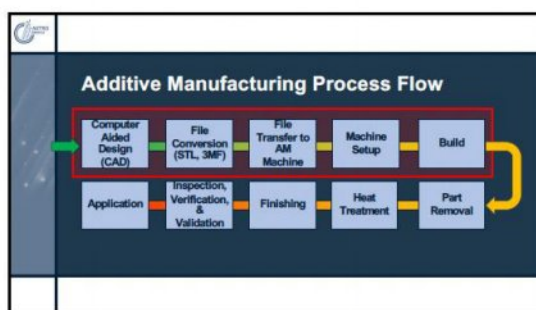 Additive Manufacturing Process Flow
Computer
Aided
Design
(CAD)
File
Conversion
(STL, 3MF)
File
Transfer to
AM
Machine
Machine
Setup
Build
Application
Inspection,
Verification,
&
Validation
Finishing
Heat
Treatment
Part
Removal